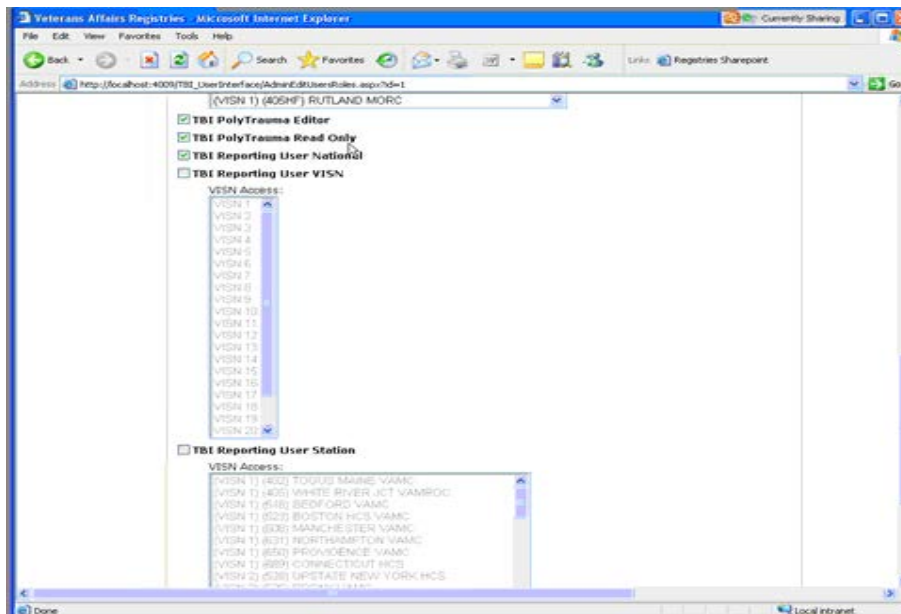 Veterans Affairs Registries - Microsoft Internet Explorer
Currently Sharing
File Edit View Favorites Tools Help
Back Search Favorites Links Registries Sharepoint
Address http://localhost:4009/TBI_UserInterface/AdminEditUsersRoles.aspx?id=1 Go
(VISN 1) (405HF) RUTLAND MORC
TBI PolyTrauma Editor
TBI PolyTrauma Read Only
TBI Reporting User National
TBI Reporting User VISN
VISN Access:
VISN 1
VISN 2
VISN 3
VISN 4
VISN 5
VISN 6
VISN 7
VISN 8
VISN 9
VISN 10
VISN 11
VISN 12
VISN 13
VISN 14
VISN 15
VISN 16
VISN 17
VISN 18
VISN 19
VISN 20
TBI Reporting User Station
VISN Access:
(VISN 1) (402) TOGUS MAINE VAMC
(VISN 1) (405) WHITE RIVER JCT VAMROC
(VISN 1) (518) BEDFORD VAMC
(VISN 1) (523) BOSTON HCS VAMC
(VISN 1) (608) MANCHESTER VAMC
(VISN 1) (631) NORTHAMPTON VAMC
(VISN 1) (650) PROVIDENCE VAMC
(VISN 1) (689) CONNECTICUT HCS
(VISN 2) (528) UPSTATE NEW YORK HCS
Done Local intranet